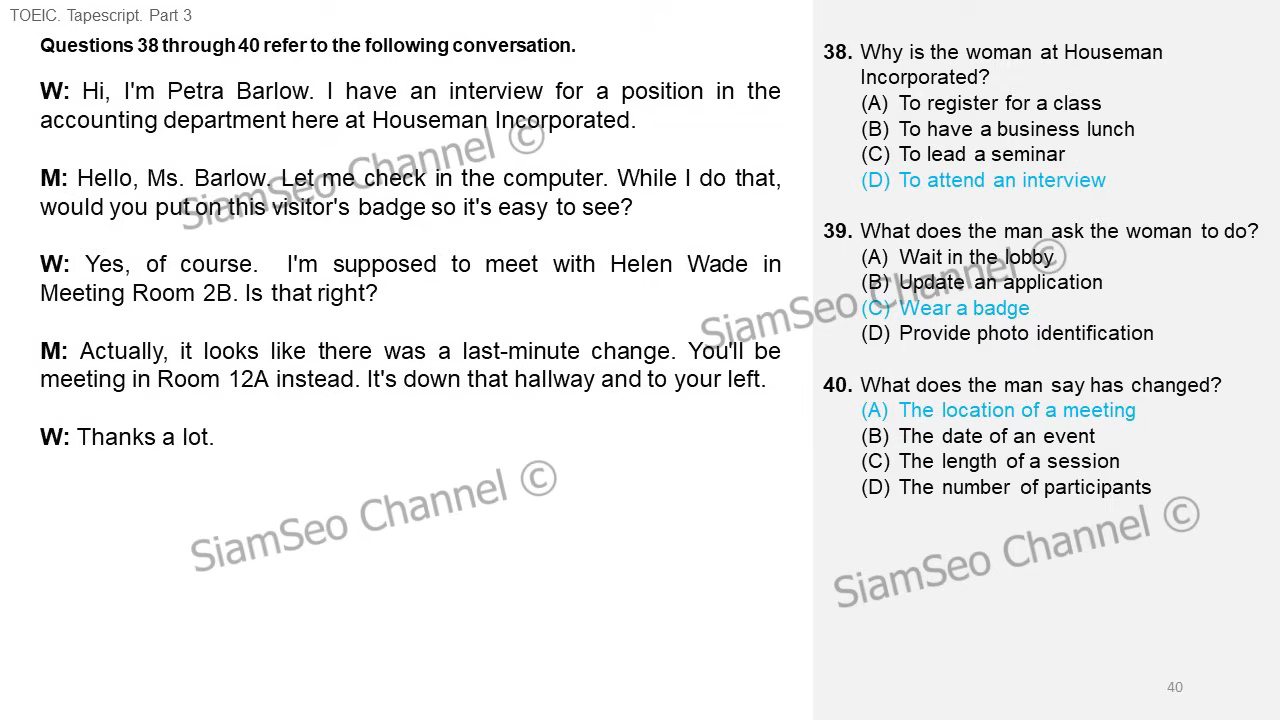 TOEIC. Tapescript. Part 3
Questions 38 through 40 refer to the following conversation.
W: Hi, I'm Petra Barlow. I have an interview for a position in the
accounting department here at Houseman Incorporated.
M: Hello, Ms. Barlow. Let me check in the computer. While I do that,
would you put on this visitor's badge so it's easy to see?
W: Yes, of course. I'm supposed to meet with Helen Wade in
Meeting Room 2B. Is that right?
M: Actually, it looks like there was a last-minute change. You'll be
meeting in Room 12A instead. It's down that hallway and to your left.
W: Thanks a lot.
SiamSeo Channel ©
SiamSeo Channel ©
38. Why is the woman at Houseman
Incorporated?
(A) To register for a class
(B) To have a business lunch
(C) To lead a seminar
(D) To attend an interview
39. What does the man ask the woman to do?
(A) Wait in the lobby
(B) Update an application
(C) Wear a badge
(D) Provide photo identification
40. What does the man say has changed?
(A) The location of a meeting
(B) The date of an event
(C) The length of a session
(D) The number of participants
SiamSeo Channel ©
SiamSeo Channel ©
40